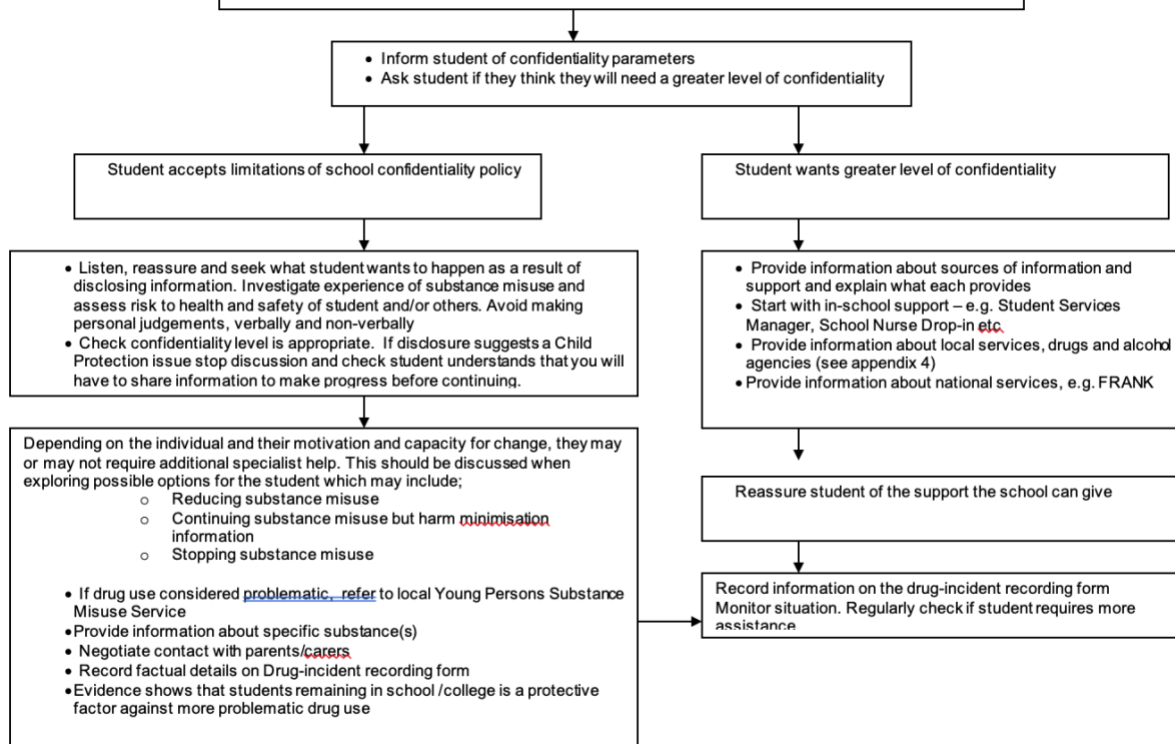 • Inform student of confidentiality parameters
• Ask student if they think they will need a greater level of confidentiality
Student accepts limitations of school confidentiality policy
Student wants greater level of confidentiality
• Listen, reassure and seek what student wants to happen as a result of
disclosing information. Investigate experience of substance misuse and
assess risk to health and safety of student and/or others. Avoid making
personal judgements, verbally and non-verbally
• Check confidentiality level is appropriate. If disclosure suggests a Child
Protection issue stop discussion and check student understands that you will
have to share information to make progress before continuing.
• Provide information about sources of information and
support and explain what each provides
• Start with in-school support – e.g. Student Services
Manager, School Nurse Drop-in etc
• Provide information about local services, drugs and alcohol
agencies (see appendix 4)
• Provide information about national services, e.g. FRANK
Depending on the individual and their motivation and capacity for change, they may
or may not require additional specialist help. This should be discussed when
exploring possible options for the student which may include;
o Reducing substance misuse
o Continuing substance misuse but harm minimisation
information
o Stopping substance misuse
• If drug use considered problematic, refer to local Young Persons Substance
Misuse Service
• Provide information about specific substance(s)
• Negotiate contact with parents/carers
• Record factual details on Drug-incident recording form
• Evidence shows that students remaining in school /college is a protective
factor against more problematic drug use
Reassure student of the support the school can give
Record information on the drug-incident recording form
Monitor situation. Regularly check if student requires more
assistance